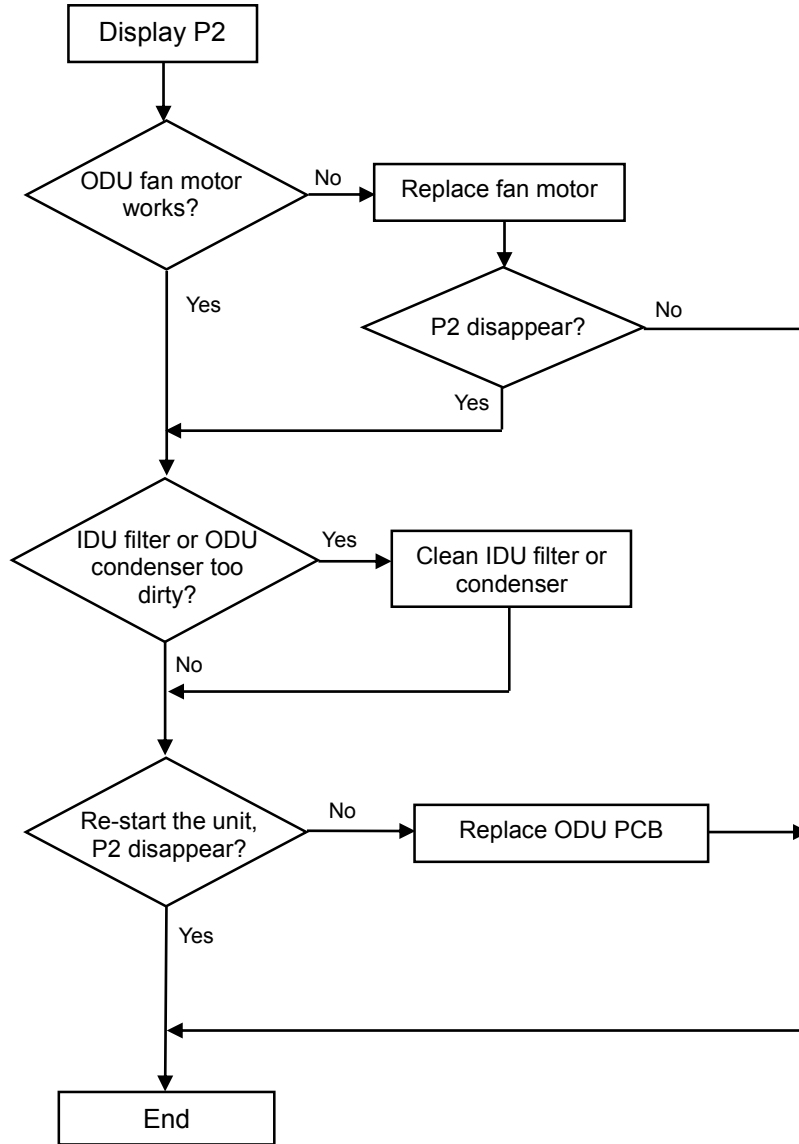 Display P2
ODU fan motor
works?
No
Replace fan motor
Yes
P2 disappear?
No
Yes
IDU filter or ODU
condenser too
dirty?
Yes
Clean IDU filter or
condenser
No
Re-start the unit,
P2 disappear?
No
Replace ODU PCB
Yes
End